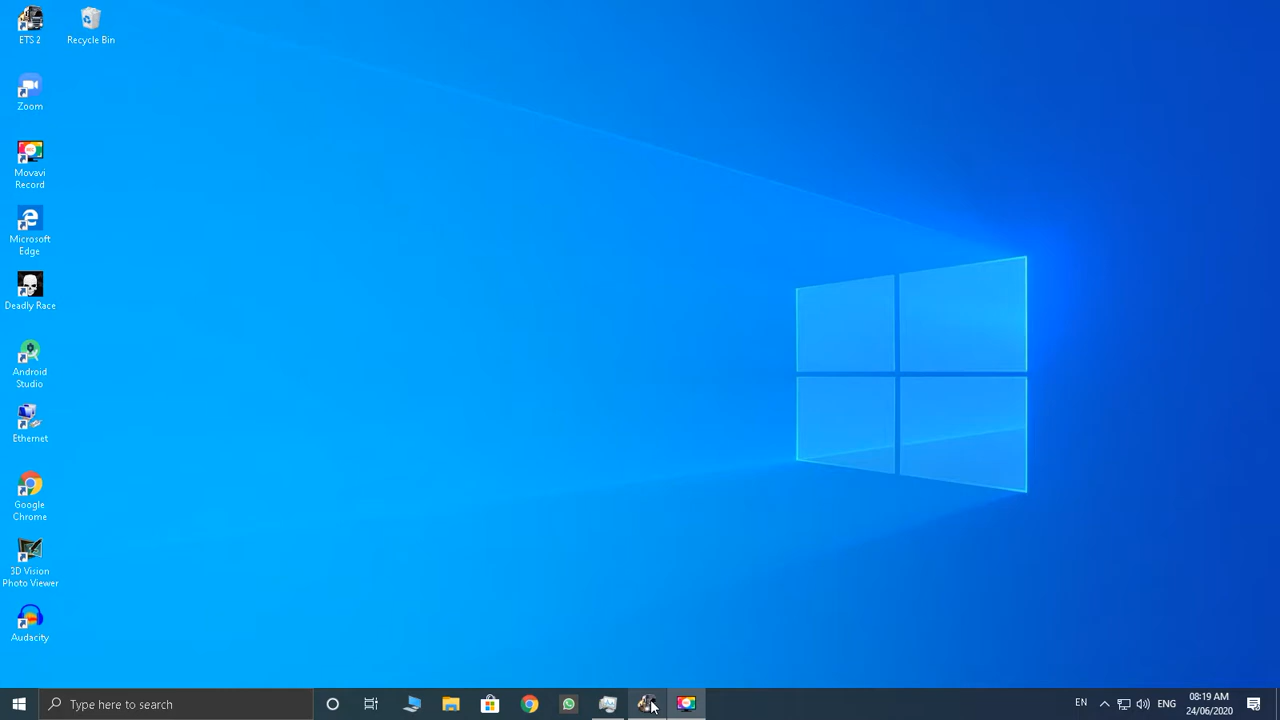 ETS 2
Recycle Bin
Zoom
Movavi
Record
Microsoft
Edge
Deadly Race
Android
Studio
Ethernet
Google
Chrome
3D Vision
Photo Viewer
Audacity
Type here to search
EN
ENG
08:19 AM
24/06/2020